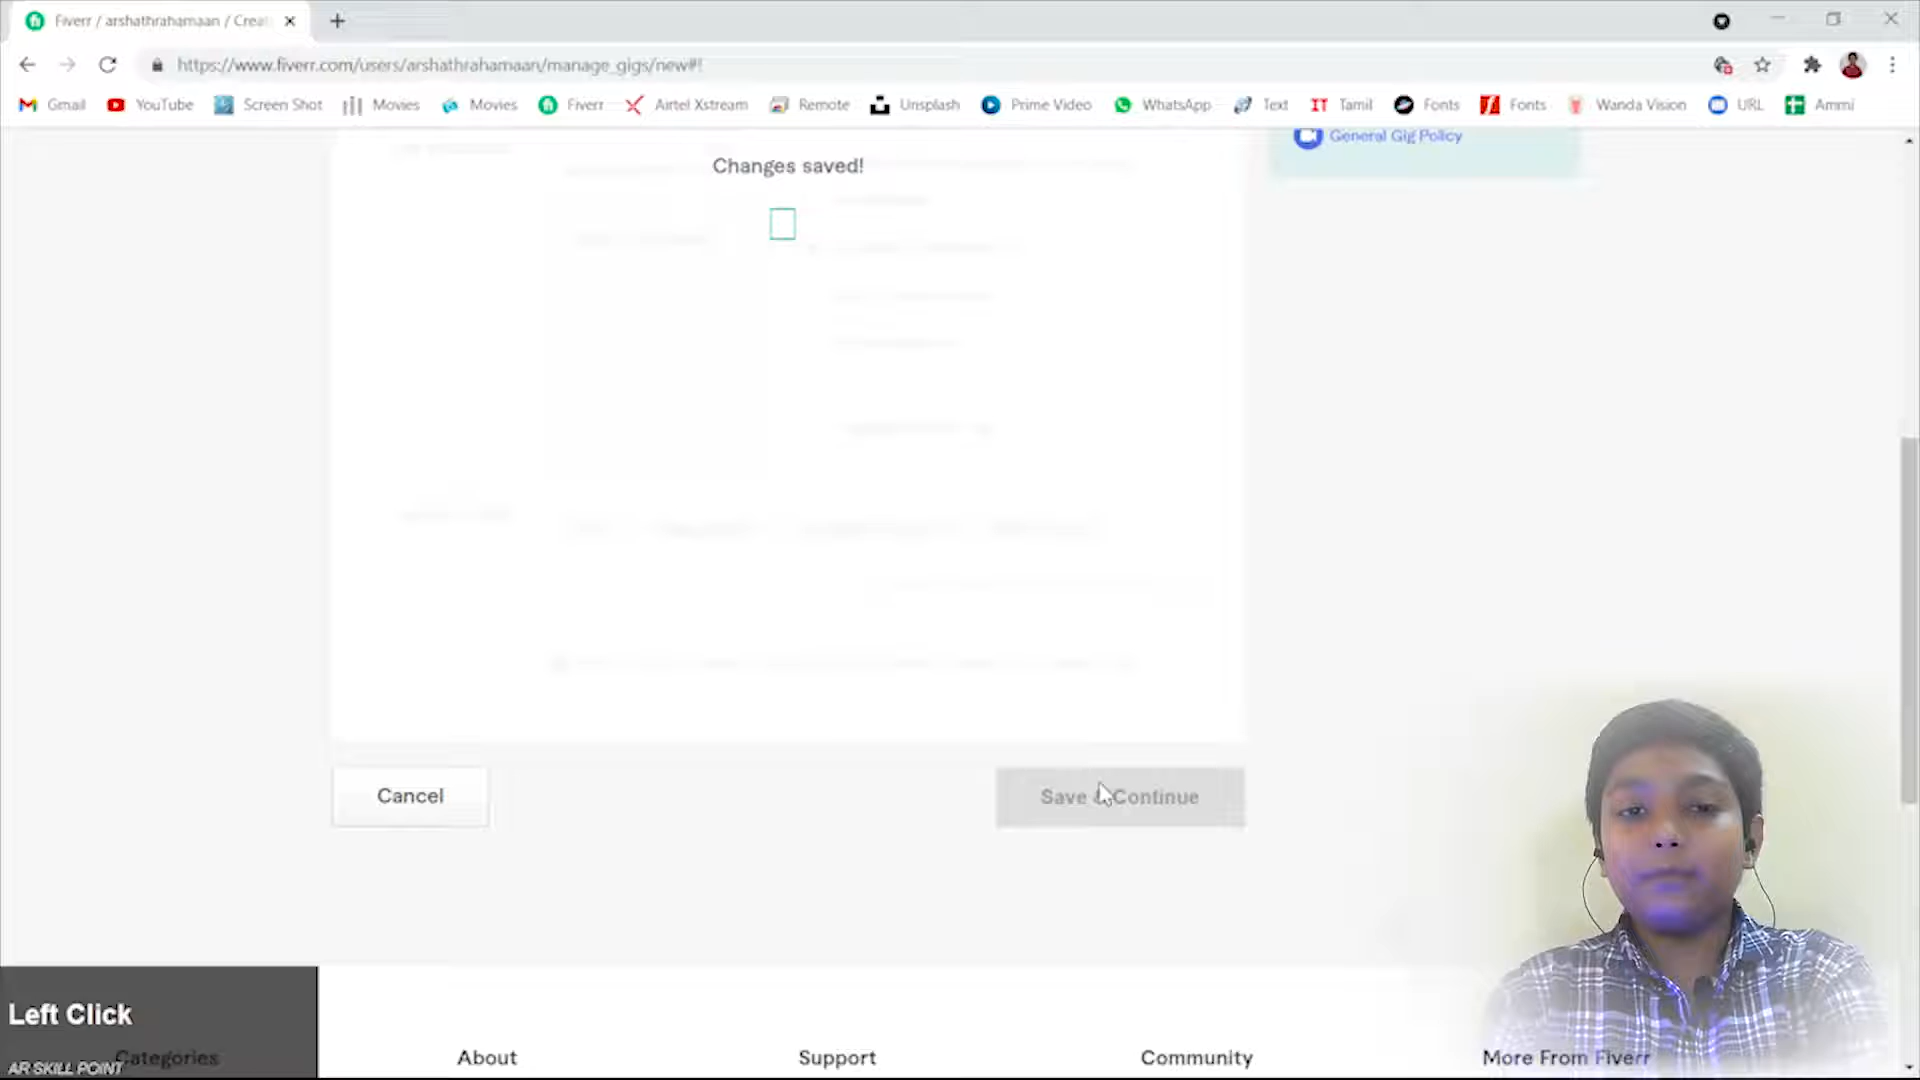 Fiverr / arshathrahamaan / Creat
https://www.fiverr.com/users/arshathrahamaan/manage_gigs/new#!
Gmail YouTube Screen Shot Movies Movies Fiverr Airtel Xstream Remote Unsplash Prime Video WhatsApp Text IT Tamil Fonts Fonts Wanda Vision URL Ammi
General Gig Policy
Changes saved!
Cancel
Save & Continue
Left Click
AR SKILL POINT
Categories About Support Community More From Fiverr